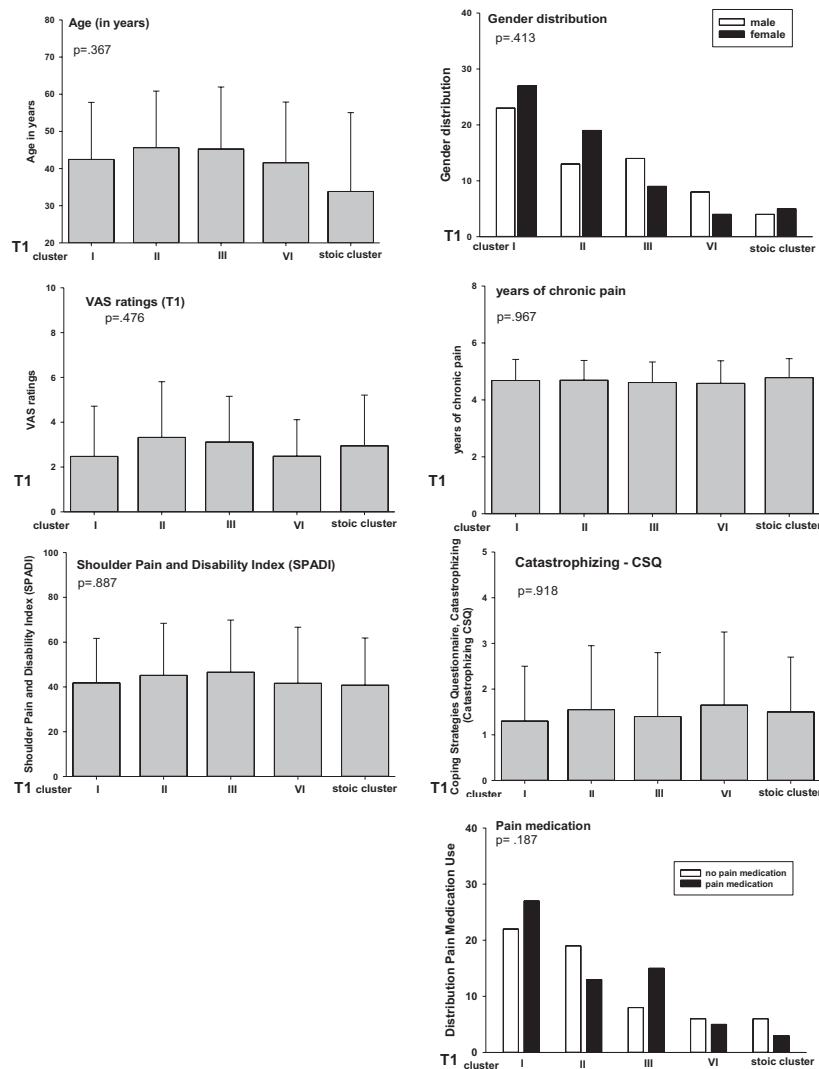 Age (in years)
p=.367
80
70
60
50
40
30
20
Age in years
T1
cluster
I
II
III
VI
stoic cluster
Gender distribution
p=.413
male
female
40
30
20
10
0
Gender distribution
T1
cluster I
II
III
VI
stoic cluster
VAS ratings (T1)
p=.476
10
8
6
4
2
0
VAS ratings
T1
cluster
I
II
III
VI
stoic cluster
years of chronic pain
p=.967
8
6
4
2
0
years of chronic pain
T1
cluster
I
II
III
VI
stoic cluster
Shoulder Pain and Disability Index (SPADI)
p=.887
100
80
60
40
20
0
Shoulder Pain and Disability Index (SPADI)
T1
cluster
I
II
III
VI
stoic cluster
Catastrophizing - CSQ
p=.918
5
4
3
2
1
0
Coping Strategies Questionnaire, Catastrophizing
(Catastrophizing CSQ)
T1
cluster
I
II
III
VI
stoic cluster
Pain medication
p= .187
no pain medication
pain medication
40
30
20
10
0
Distribution Pain Medication Use
T1
cluster
I
II
III
VI
stoic cluster